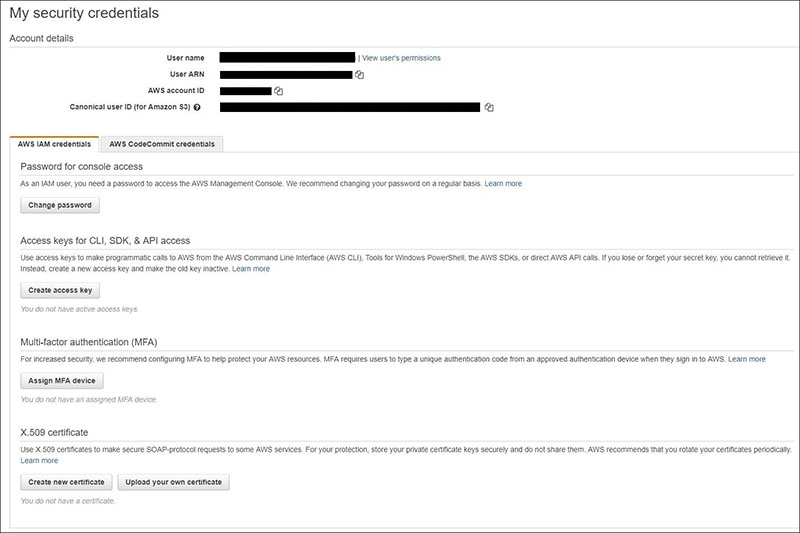 My security credentials
Account details
User name | View user's permissions
User ARN
AWS account ID
Canonical user ID (for Amazon S3) ?
AWS IAM credentials AWS CodeCommit credentials
Password for console access
As an IAM user, you need a password to access the AWS Management Console. We recommend changing your password on a regular basis. Learn more
Change password
Access keys for CLI, SDK, & API access
Use access keys to make programmatic calls to AWS from the AWS Command Line Interface (AWS CLI), Tools for Windows PowerShell, the AWS SDKs, or direct AWS API calls. If you lose or forget your secret key, you cannot retrieve it.
Instead, create a new access key and make the old key inactive. Learn more
Create access key
You do not have active access keys.
Multi-factor authentication (MFA)
For increased security, we recommend configuring MFA to help protect your AWS resources. MFA requires users to type a unique authentication code from an approved authentication device when they sign in to AWS. Learn more
Assign MFA device
You do not have an assigned MFA device.
X.509 certificate
Use X.509 certificates to make secure SOAP-protocol requests to some AWS services. For your protection, store your private certificate keys securely and do not share them. AWS recommends that you rotate your certificates periodically.
Learn more
Create new certificate Upload your own certificate
You do not have a certificate.